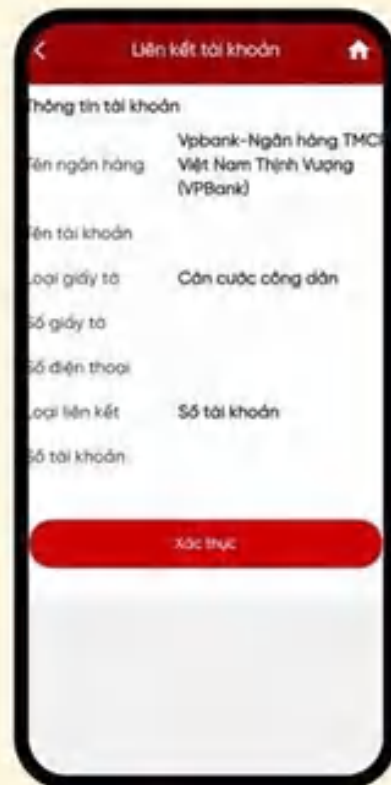 Liên kết tài khoản
Thông tin tài khoản
Tên ngân hàng
Vpbank-Ngân hàng TMCP
Việt Nam Thịnh Vượng
(VPBank)
Tên tài khoản
Loại giấy tờ Căn cước công dân
Số giấy tờ
Số điện thoại
Loại liên kết Số tài khoản
Số tài khoản
Xác thực